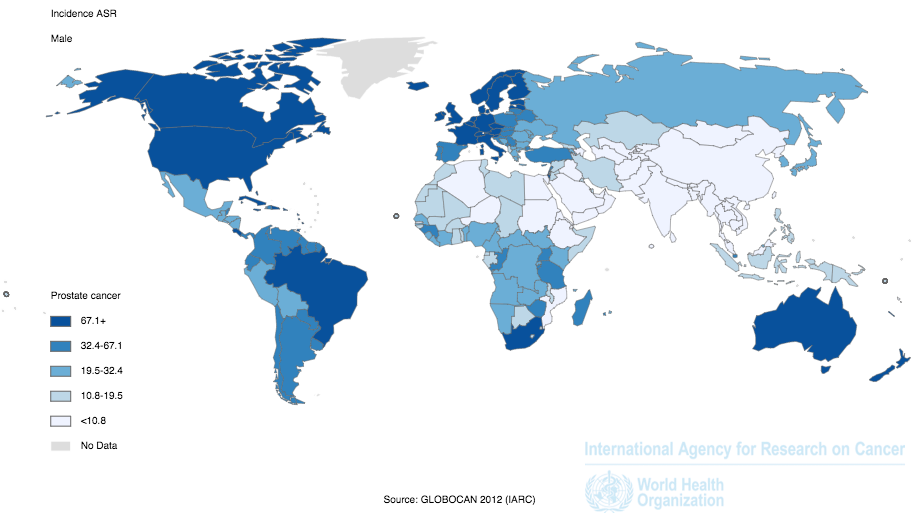 Incidence ASR
Male
Prostate cancer
67.1+
32.4-67.1
19.5-32.4
10.8-19.5
<10.8
No Data
International Agency for Research on Cancer
World Health
Organization
Source: GLOBOCAN 2012 (IARC)